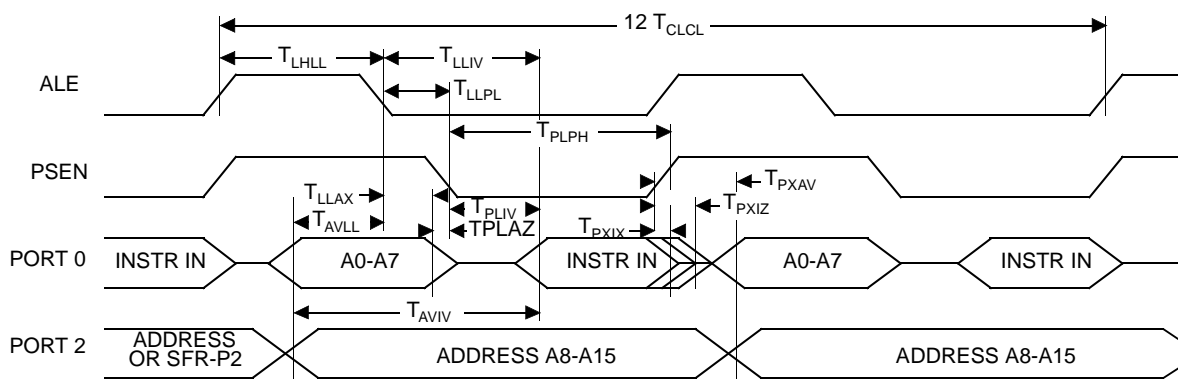 12 TCLCL
TLHLL
TLLIV
ALE
TLLPL
TPLPH
PSEN
TLLAX
TPXAV
TPLIV
TPXIZ
TAVLL
TPLAZ
TPXIX
PORT 0
INSTR IN
A0-A7
INSTR IN
A0-A7
INSTR IN
TAVIV
PORT 2
ADDRESS
OR SFR-P2
ADDRESS A8-A15
ADDRESS A8-A15